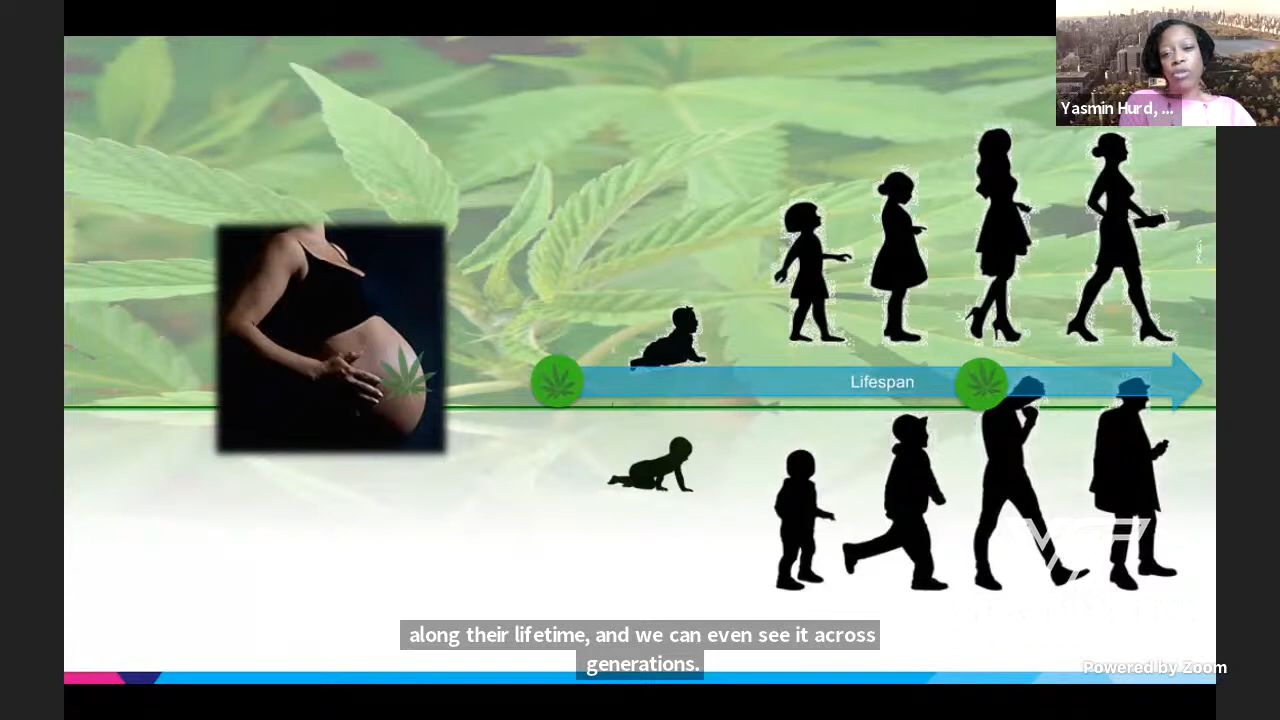 Yasmin Hurd, ...
Lifespan
along their lifetime, and we can even see it across
generations.
Powered by Zoom